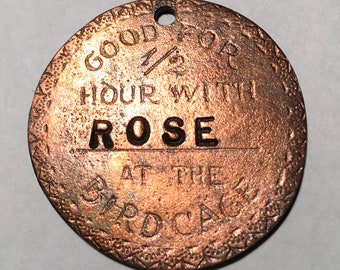 GOOD FOR
1/2
HOUR WITH
ROSE
AT THE
BIRDCAGE